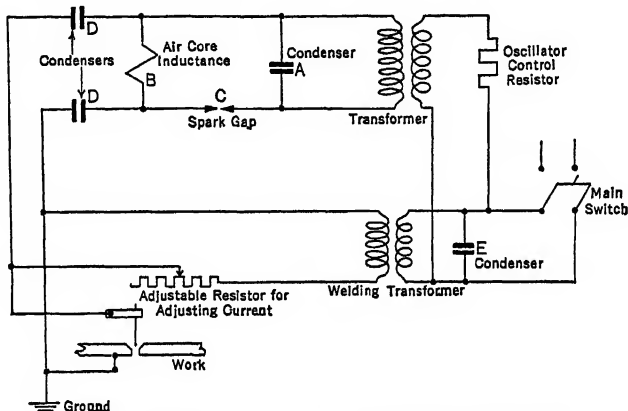 D
Condensers
D
Air Core
Inductance
B
C
Spark Gap
Condenser
A
Transformer
Oscillator
Control
Resistor
Main
Switch
E
Condenser
Welding Transformer
Adjustable Resistor for
Adjusting Current
Work
Ground